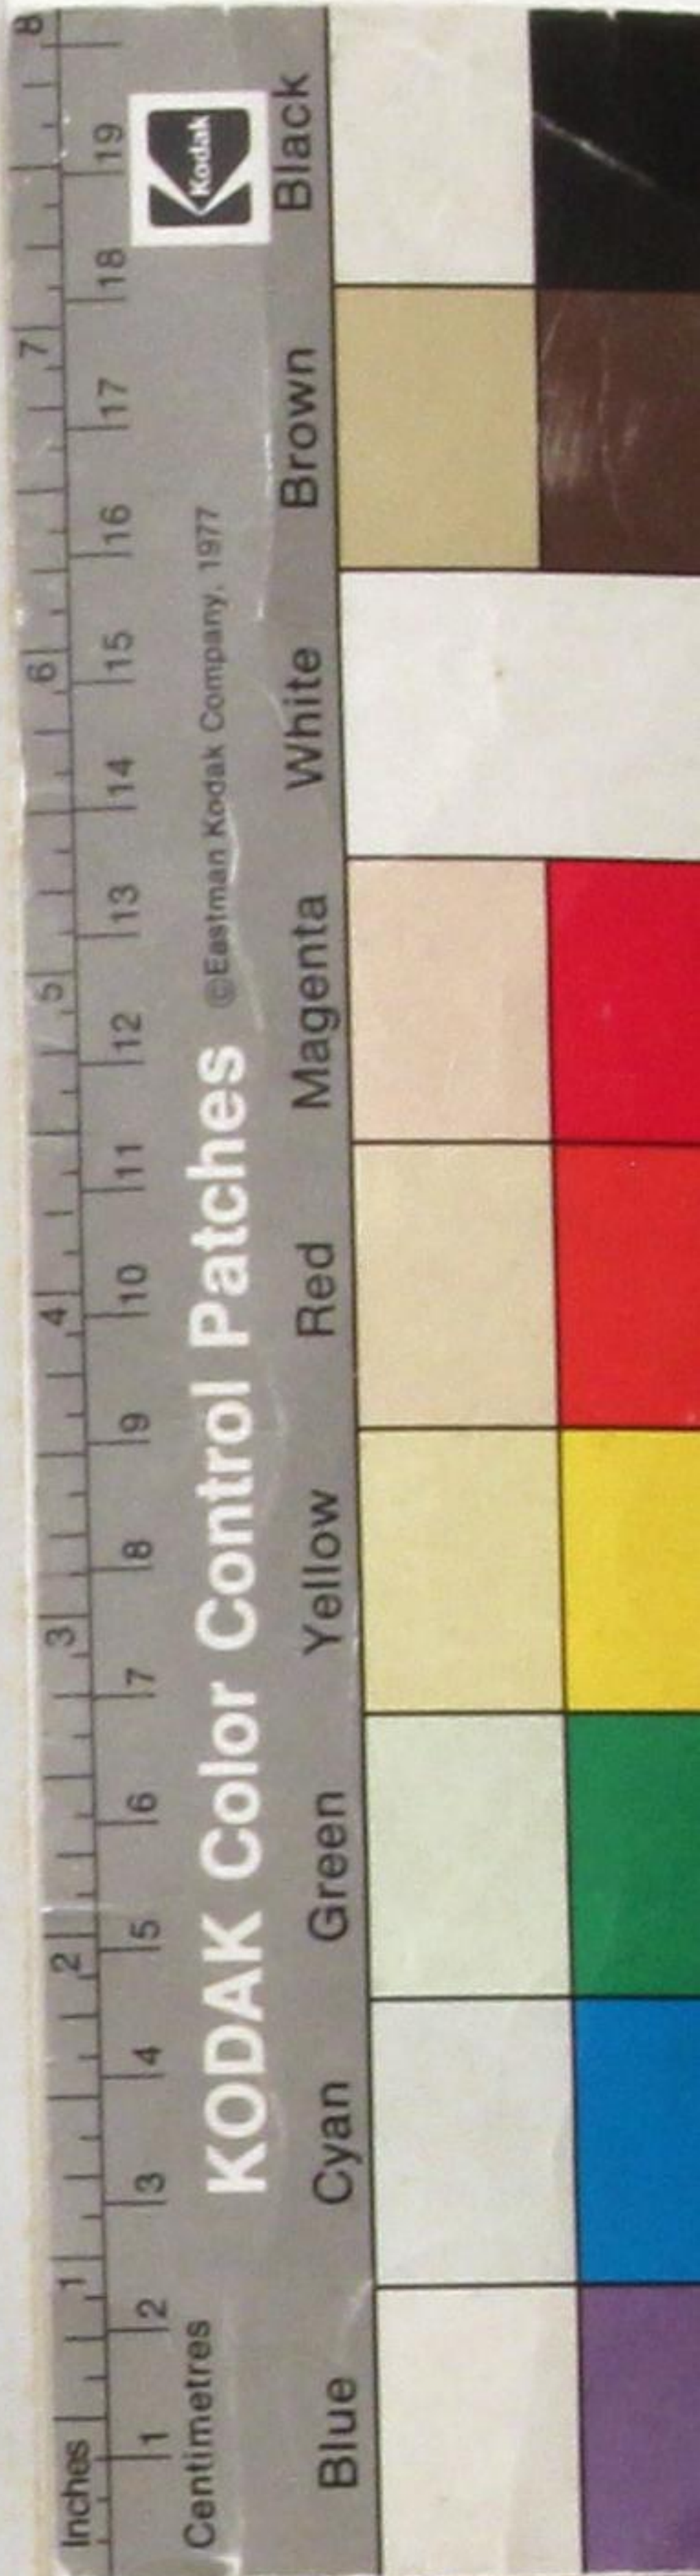 Inches 1 2 3 4 5 6 7 8
1 2 3 4 5 6 7 8 9 10 11 12 13 14 15 16 17 18 19
Centimetres
KODAK Color Control Patches ©Eastman Kodak Company, 1977
Kodak
Blue Cyan Green Yellow Red Magenta White Brown Black